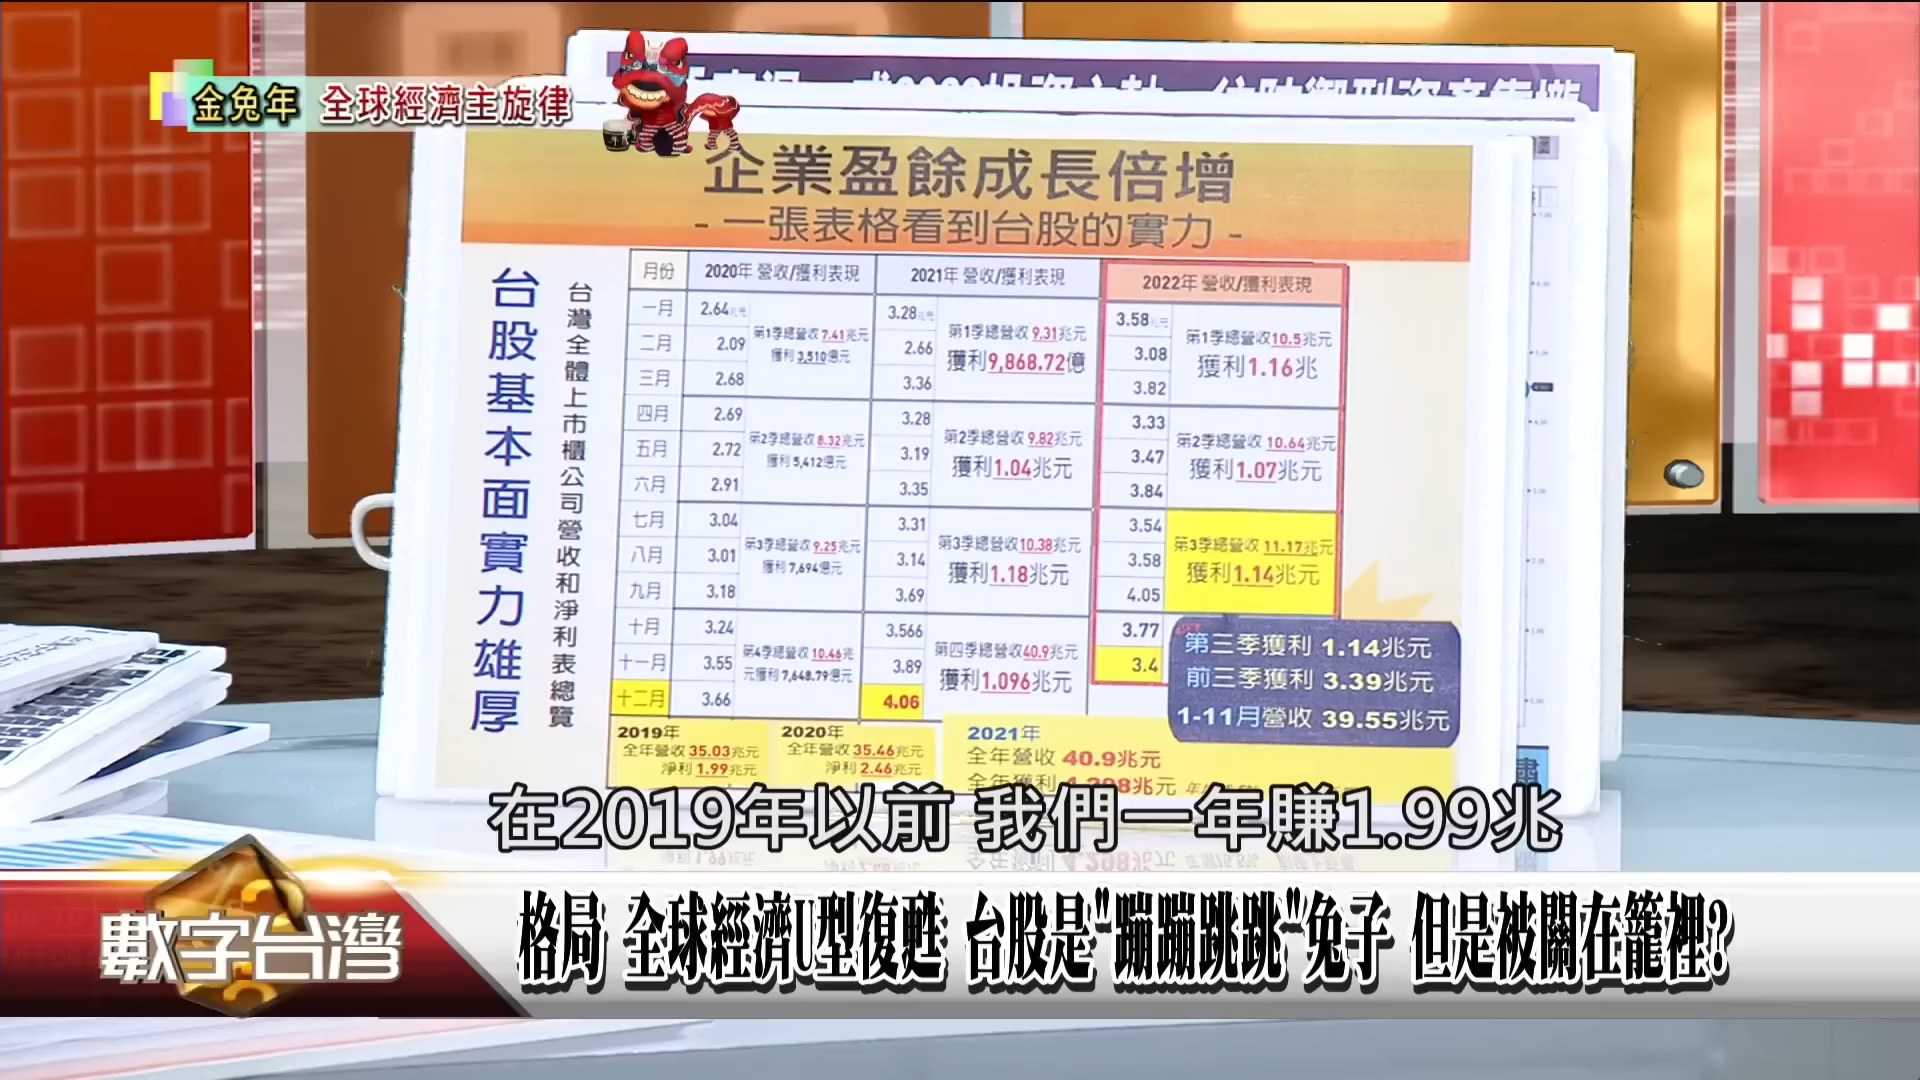 金兔年 全球經濟主旋律
企業盈餘成長倍增
- 一張表格看到台股的實力 -
台股基本面實力雄厚
台灣全體上市櫃公司營收和淨利表總覽
月份 2020年 營收/獲利表現 2021年 營收/獲利表現 2022年 營收/獲利表現
一月 2.64兆元 3.28兆元 3.58兆元
第1季總營收7.41兆元 第1季總營收9.31兆元 第1季總營收10.5兆元
二月 2.09 2.66 3.08
獲利3,510億元 獲利9,868.72億 獲利1.16兆
三月 2.68 3.36 3.82
四月 2.69 3.28 3.33
第2季總營收8.32兆元 第2季總營收9.82兆元 第2季總營收10.64兆元
五月 2.72 3.19 3.47
獲利5,412億元 獲利1.04兆元 獲利1.07兆元
六月 2.91 3.35 3.84
七月 3.04 3.31 3.54
第3季總營收9.25兆元 第3季總營收10.38兆元 第3季總營收11.17兆元
八月 3.01 3.14 3.58
獲利7,694億元 獲利1.18兆元 獲利1.14兆元
九月 3.18 3.69 4.05
十月 3.24 3.566 3.77
第4季總營收10.46兆 第四季總營收40.9兆元
十一月 3.55 3.89 3.4
元獲利7,648.79億元 獲利1.096兆元
十二月 3.66 4.06
第三季獲利 1.14兆元
前三季獲利 3.39兆元
1-11月營收 39.55兆元
2019年
全年營收35.03兆元
淨利1.99兆元
2020年
全年營收35.46兆元
淨利2.46兆元
2021年
全年營收 40.9兆元
全年獲利 4.298兆元
在2019年以前 我們一年賺1.99兆
數字台灣
格局 全球經濟U型復甦 台股是"蹦蹦跳跳"兔子 但是被關在籠裡?